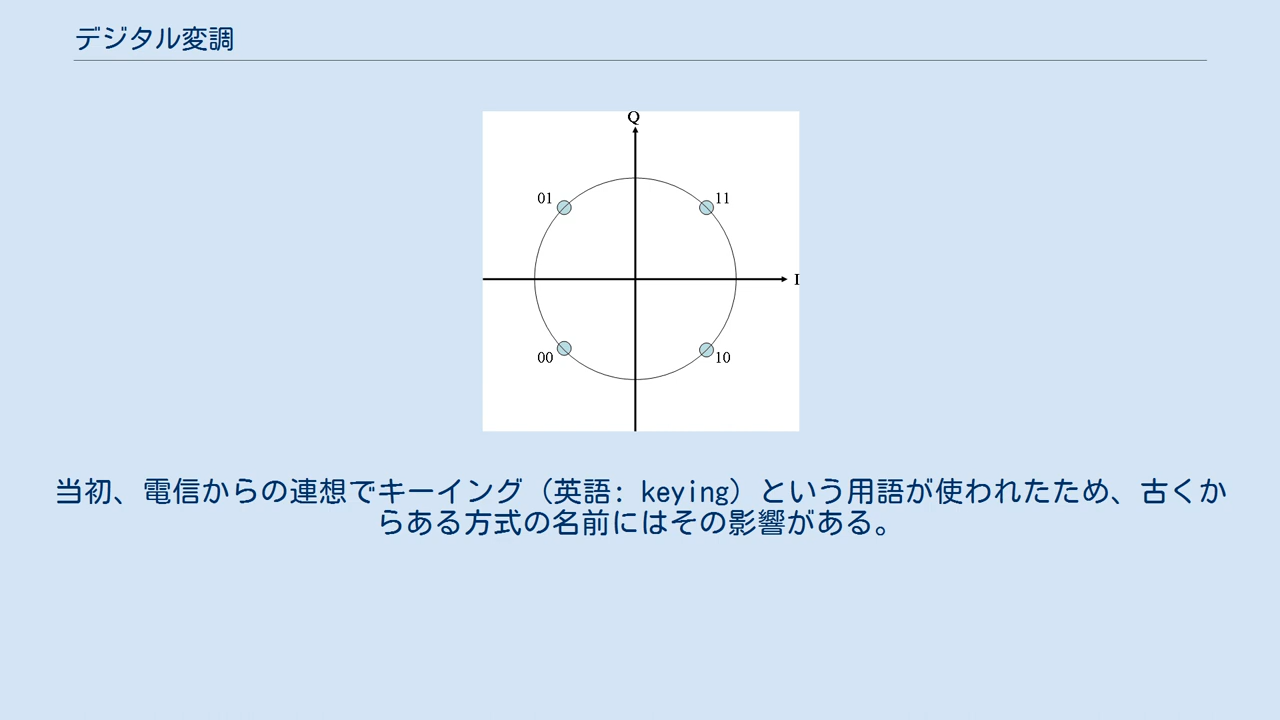 デジタル変調
Q
01
11
I
00
10
当初、電信からの連想でキーイング（英語: keying）という用語が使われたため、古くか
らある方式の名前にはその影響がある。